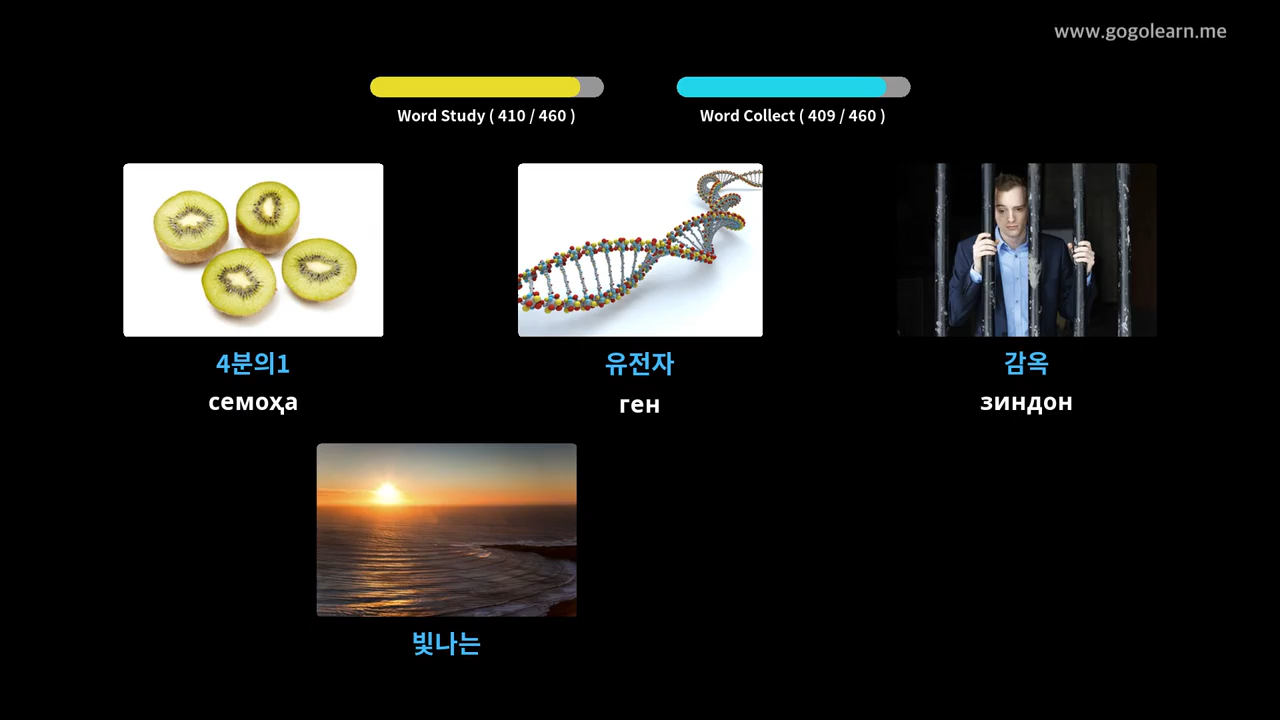 www.gogolearn.me
Word Study ( 410 / 460 )
Word Collect ( 409 / 460 )
4분의1
семоҳа
유전자
ген
감옥
зиндон
빛나는